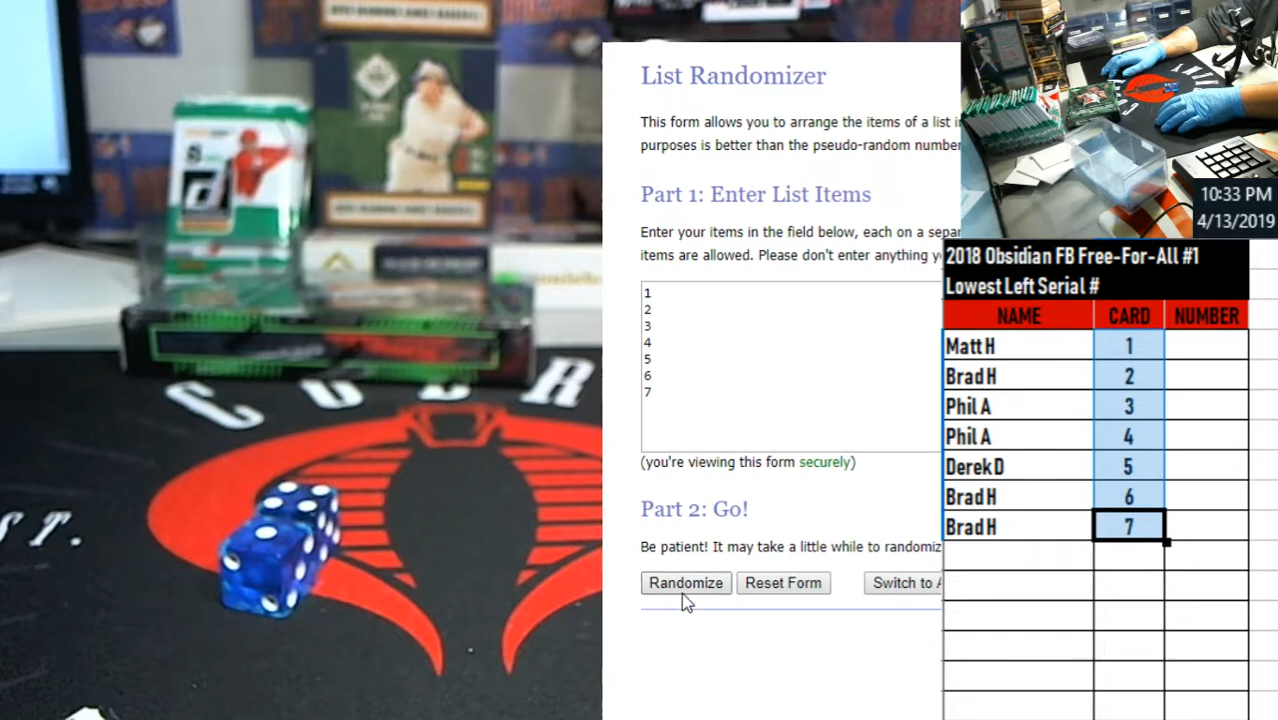 List Randomizer
This form allows you to arrange the items of a list i
purposes is better than the pseudo-random number
Part 1: Enter List Items
Enter your items in the field below, each on a sepa
items are allowed. Please don't enter anything y
1
2
3
4
5
6
7
(you're viewing this form securely)
Part 2: Go!
Be patient! It may take a little while to randomiz
Randomize Reset Form Switch to A
10:33 PM
4/13/2019
2018 Obsidian FB Free-For-All #1
Lowest Left Serial #
NAME CARD NUMBER
Matt H 1
Brad H 2
Phil A 3
Phil A 4
Derek D 5
Brad H 6
Brad H 7
ST.